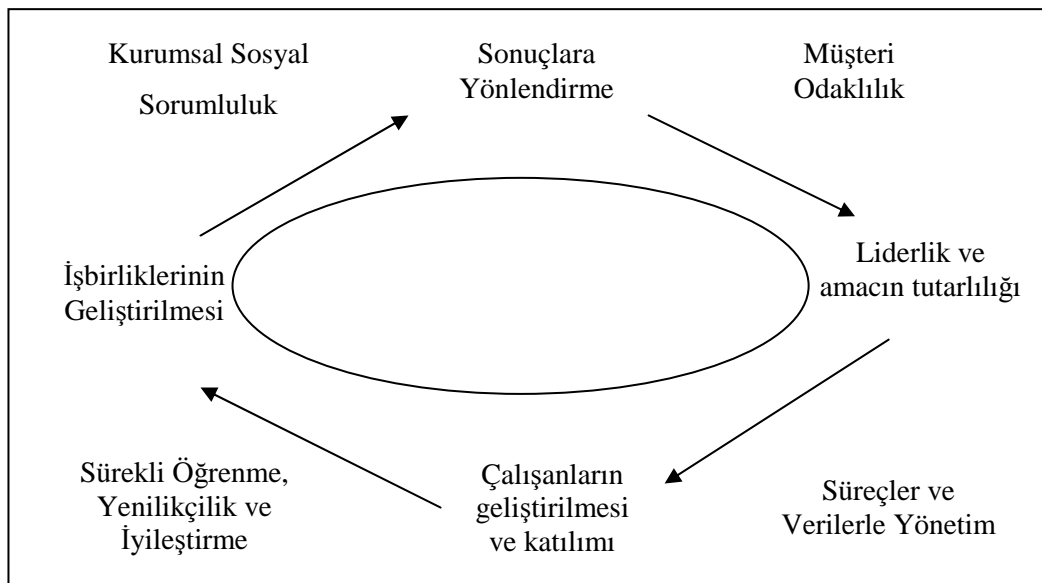 Kurumsal Sosyal
Sorumluluk
Sonuçlara
Yönlendirme
Müşteri
Odaklılık
İşbirliklerinin
Geliştirilmesi
Liderlik ve
amacın tutarlılığı
Sürekli Öğrenme,
Yenilikçilik ve
İyileştirme
Çalışanların
geliştirilmesi
ve katılımı
Süreçler ve
Verilerle Yönetim